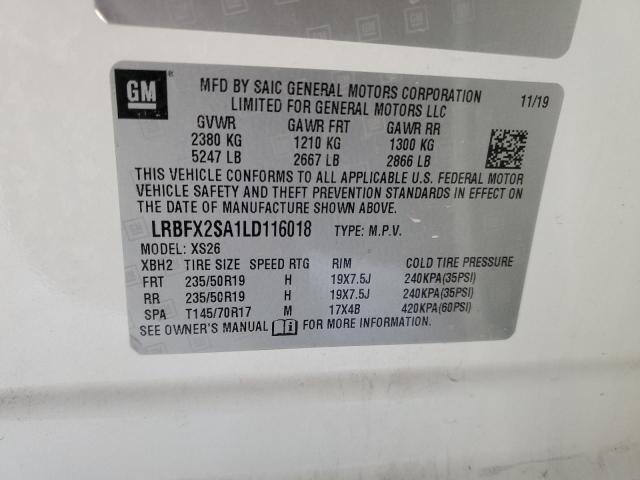 GM ®
MFD BY SAIC GENERAL MOTORS CORPORATION
LIMITED FOR GENERAL MOTORS LLC
11/19
GVWR GAWR FRT GAWR RR
2380 KG 1210 KG 1300 KG
5247 LB 2667 LB 2866 LB
THIS VEHICLE CONFORMS TO ALL APPLICABLE U.S. FEDERAL MOTOR
VEHICLE SAFETY AND THEFT PREVENTION STANDARDS IN EFFECT ON
THE DATE OF MANUFACTURE SHOWN ABOVE.
LRBFX2SA1LD116018 TYPE: M.P.V.
MODEL: XS26
XBH2 TIRE SIZE SPEED RTG RIM COLD TIRE PRESSURE
FRT 235/50R19 H 19X7.5J 240KPA(35PSI)
RR 235/50R19 H 19X7.5J 240KPA(35PSI)
SPA T145/70R17 M 17X4B 420KPA(60PSI)
SEE OWNER'S MANUAL FOR MORE INFORMATION.